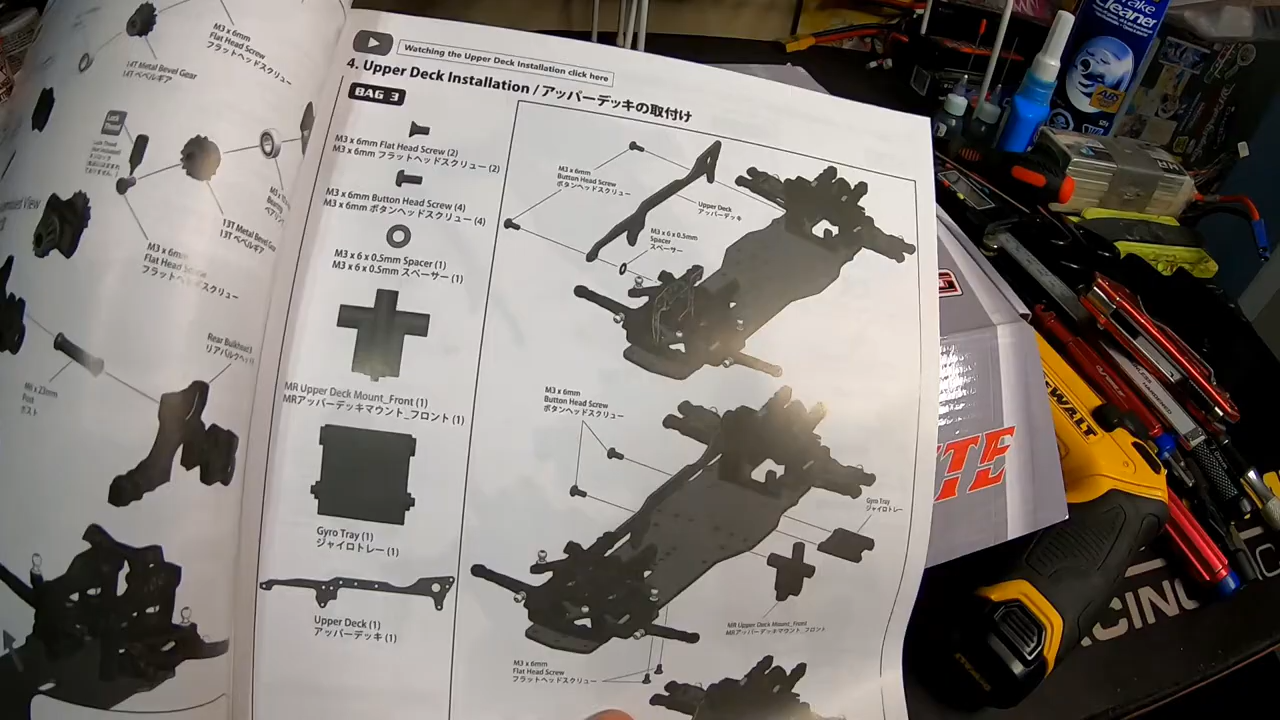 M3 x 6mm
Flat Head Screw
フラットヘッドスクリュー
14T Metal Bevel Gear
14T ベベルギア
13T Metal Bevel Gear
13T ベベルギア
M3 x 6mm
Flat Head Screw
フラットヘッドスクリュー
Rear Bulkhead
M6 x 23mm
Post
ポスト
Watching the Upper Deck Installation click here
4. Upper Deck Installation / アッパーデッキの取付け
BAG 3
M3 x 6mm Flat Head Screw (2)
M3 x 6mm フラットヘッドスクリュー (2)
M3 x 6mm Button Head Screw (4)
M3 x 6mm ボタンヘッドスクリュー (4)
M3 x 6 x 0.5mm Spacer (1)
M3 x 6 x 0.5mm スペーサー (1)
MR Upper Deck Mount_Front (1)
MRアッパーデッキマウント_フロント (1)
Gyro Tray (1)
ジャイロトレー (1)
Upper Deck (1)
アッパーデッキ (1)
M3 x 6mm
Button Head Screw
ボタンヘッドスクリュー
Upper Deck
アッパーデッキ
M3 x 6 x 0.5mm
Spacer
スペーサー
M3 x 6mm
Button Head Screw
ボタンヘッドスクリュー
Gyro Tray
ジャイロトレー
MR Upper Deck Mount_Front
MRアッパーデッキマウント_フロント
M3 x 6mm
Flat Head Screw
フラットヘッドスクリュー
Cleaner
DEWALT
HARDENED